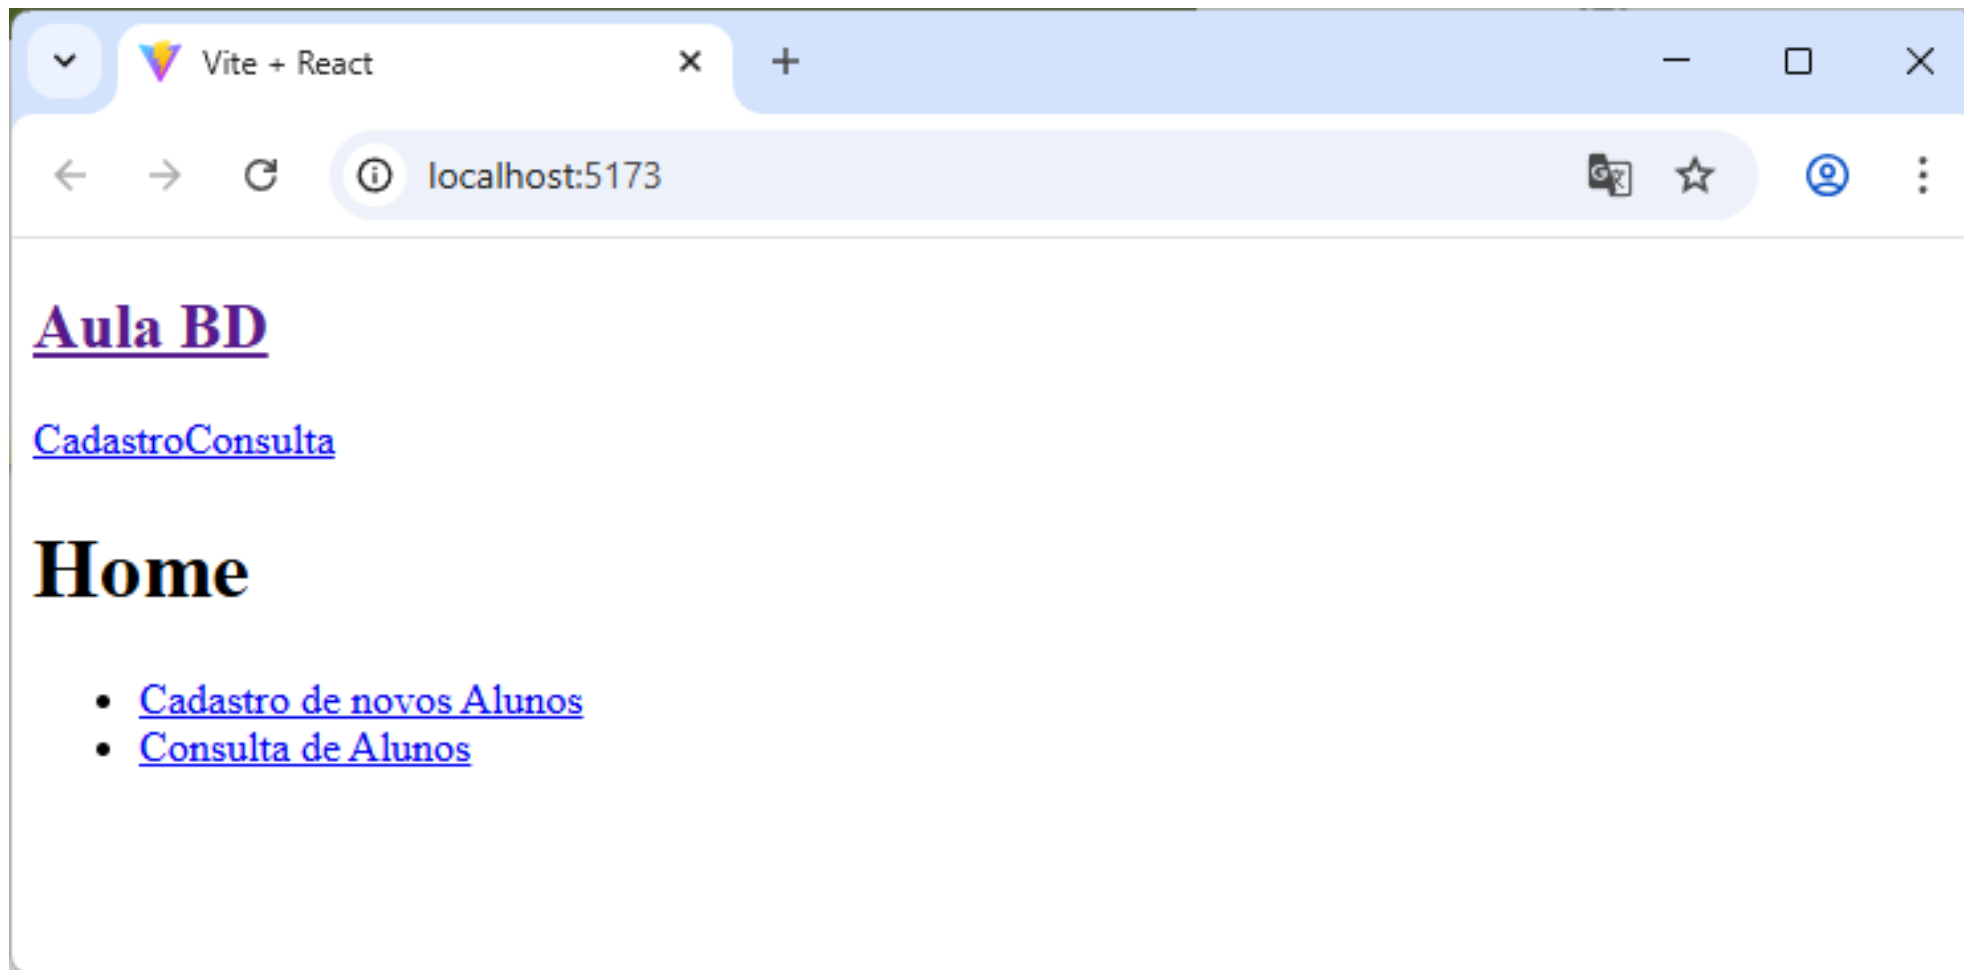 Vite + React
localhost:5173
Aula BD
CadastroConsulta
Home
Cadastro de novos Alunos
Consulta de Alunos